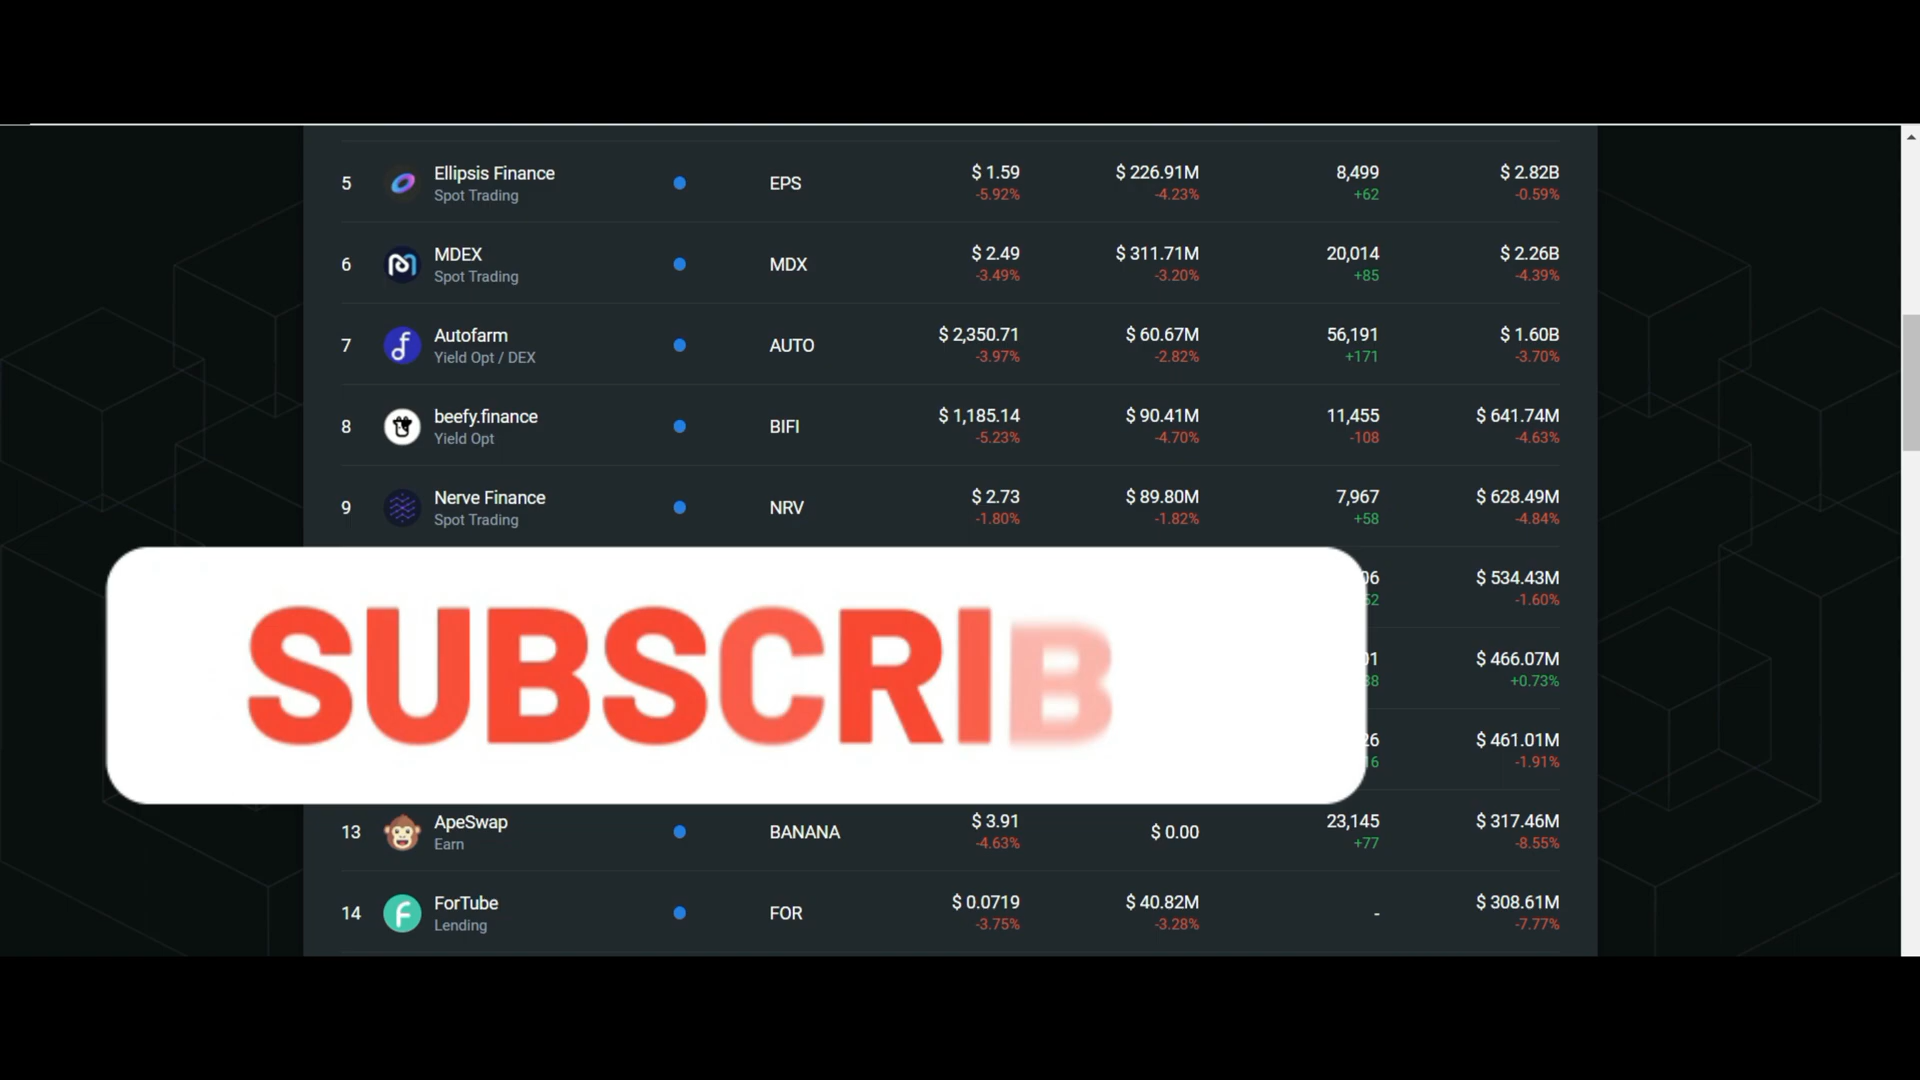 5 Ellipsis Finance EPS $ 1.59 $ 226.91M 8,499 $ 2.82B
Spot Trading -5.92% -4.23% +62 -0.59%
6 MDEX MDX $ 2.49 $ 311.71M 20,014 $ 2.26B
Spot Trading -3.49% -3.20% +85 -4.39%
7 Autofarm AUTO $ 2,350.71 $ 60.67M 56,191 $ 1.60B
Yield Opt / DEX -3.97% -2.82% +171 -3.70%
8 beefy.finance BIFI $ 1,185.14 $ 90.41M 11,455 $ 641.74M
Yield Opt -5.23% -4.70% -108 -4.63%
9 Nerve Finance NRV $ 2.73 $ 89.80M 7,967 $ 628.49M
Spot Trading -1.80% -1.82% +58 -4.84%
$ 534.43M
-1.60%
SUBSCRIB
$ 466.07M
+0.73%
$ 461.01M
-1.91%
13 ApeSwap BANANA $ 3.91 $ 0.00 23,145 $ 317.46M
Earn -4.63% +77 -8.55%
14 ForTube FOR $ 0.0719 $ 40.82M - $ 308.61M
Lending -3.75% -3.28% -7.77%